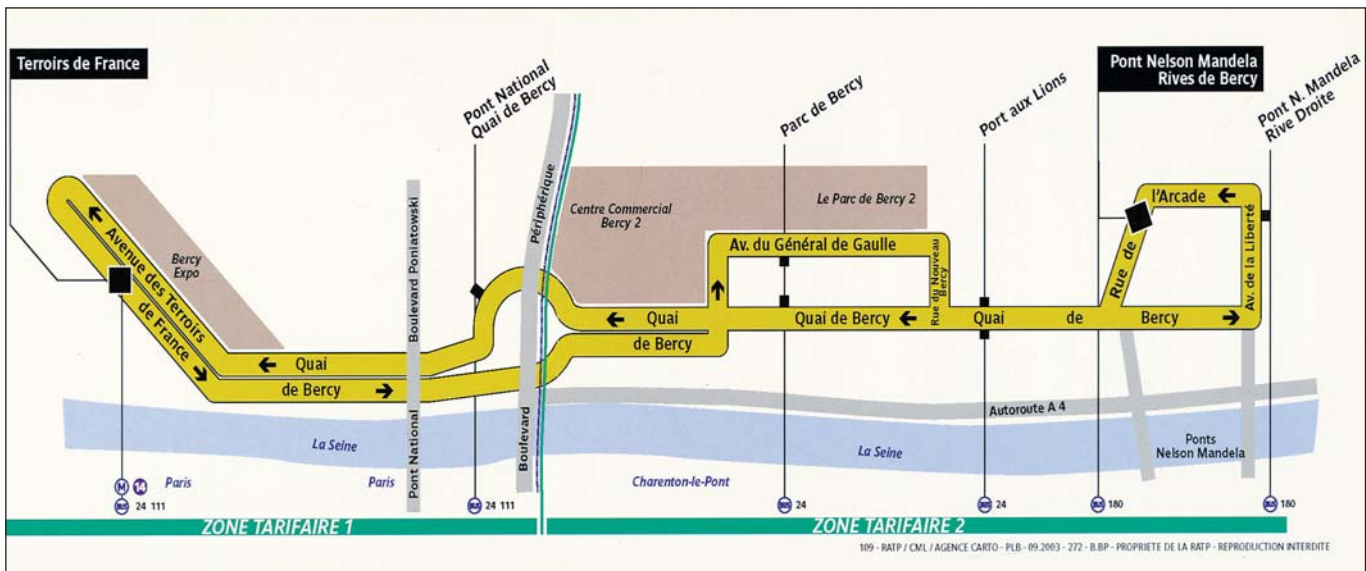 Terroirs de France
Pont National
Quai de Bercy
Parc de Bercy
Port aux Lions
Pont Nelson Mandela
Rives de Bercy
Pont N. Mandela
Rive Droite
Périphérique
Boulevard
Boulevard Poniatowski
Pont National
Centre Commercial
Bercy 2
Le Parc de Bercy 2
Bercy
Expo
Avenue des Terroirs
de France
Quai
de Bercy
Quai
de Bercy
Av. du Général de Gaulle
Quai de Bercy
Rue du Nouveau
Bercy
Quai de Bercy
Rue de l'Arcade
Av. de la Liberté
Autoroute A 4
La Seine
La Seine
Ponts
Nelson Mandela
M 14 Paris
Paris
Charenton-le-Pont
BUS 24 111
BUS 24 111
BUS 24
BUS 24
BUS 180
BUS 180
ZONE TARIFAIRE 1
ZONE TARIFAIRE 2
109 - RATP / CML / AGENCE CARTO - PLB - 09.2003 - 272 - B.BP - PROPRIETE DE LA RATP - REPRODUCTION INTERDITE